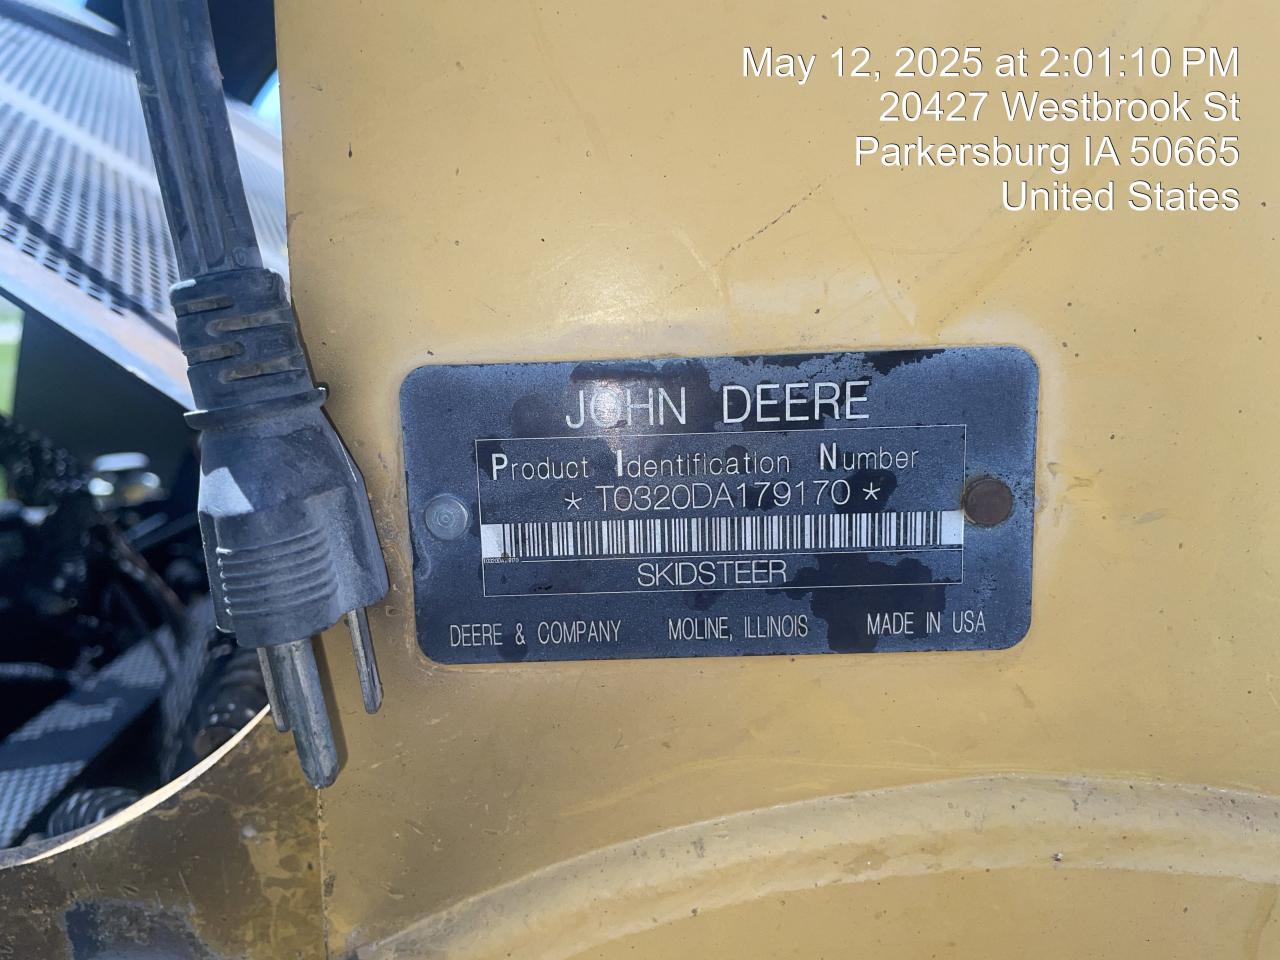 May 12, 2025 at 2:01:10 PM
20427 Westbrook St
Parkersburg IA 50665
United States
JOHN DEERE
Product Identification Number
* T0320DA179170 *
SKIDSTEER
DEERE & COMPANY MOLINE, ILLINOIS MADE IN USA